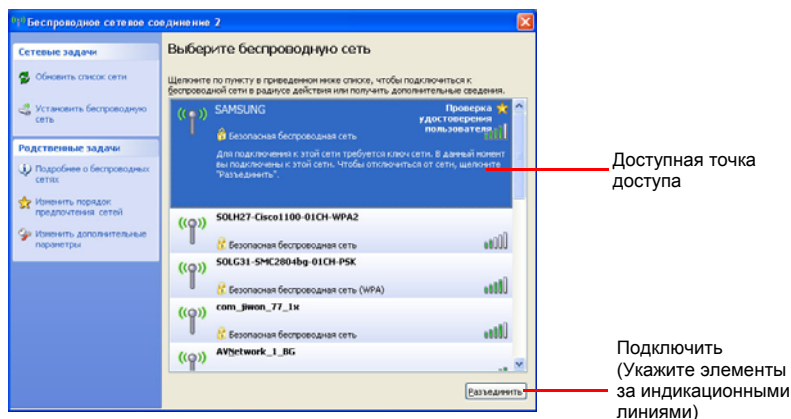 Беспроводное сетевое соединение 2
Сетевые задачи
Обновить список сети
Установить беспроводную
сеть
Родственные задачи
Подробнее о беспроводных
сетях
Изменить порядок
предпочтения сетей
Изменить дополнительные
параметры
Выберите беспроводную сеть
Щелкните по пункту в приведенном ниже списке, чтобы подключиться к
беспроводной сети в радиусе действия или получить дополнительные сведения.
SAMSUNG
Проверка
удостоверения
пользователя
Безопасная беспроводная сеть
Для подключения к этой сети требуется ключ сети. В данный момент
вы подключены к этой сети. Чтобы отключиться от сети, щелкните
"Разъединить".
SOLH27-Cisco1100-01CH-WPA2
Безопасная беспроводная сеть
SOLG31-SMC2804bg-01CH-PSK
Безопасная беспроводная сеть (WPA)
com_jiwon_77_1x
Безопасная беспроводная сеть
AVNetwork_1_BG
Разъединить
Доступная точка
доступа
Подключить
(Укажите элементы
за индикационными
линиями)